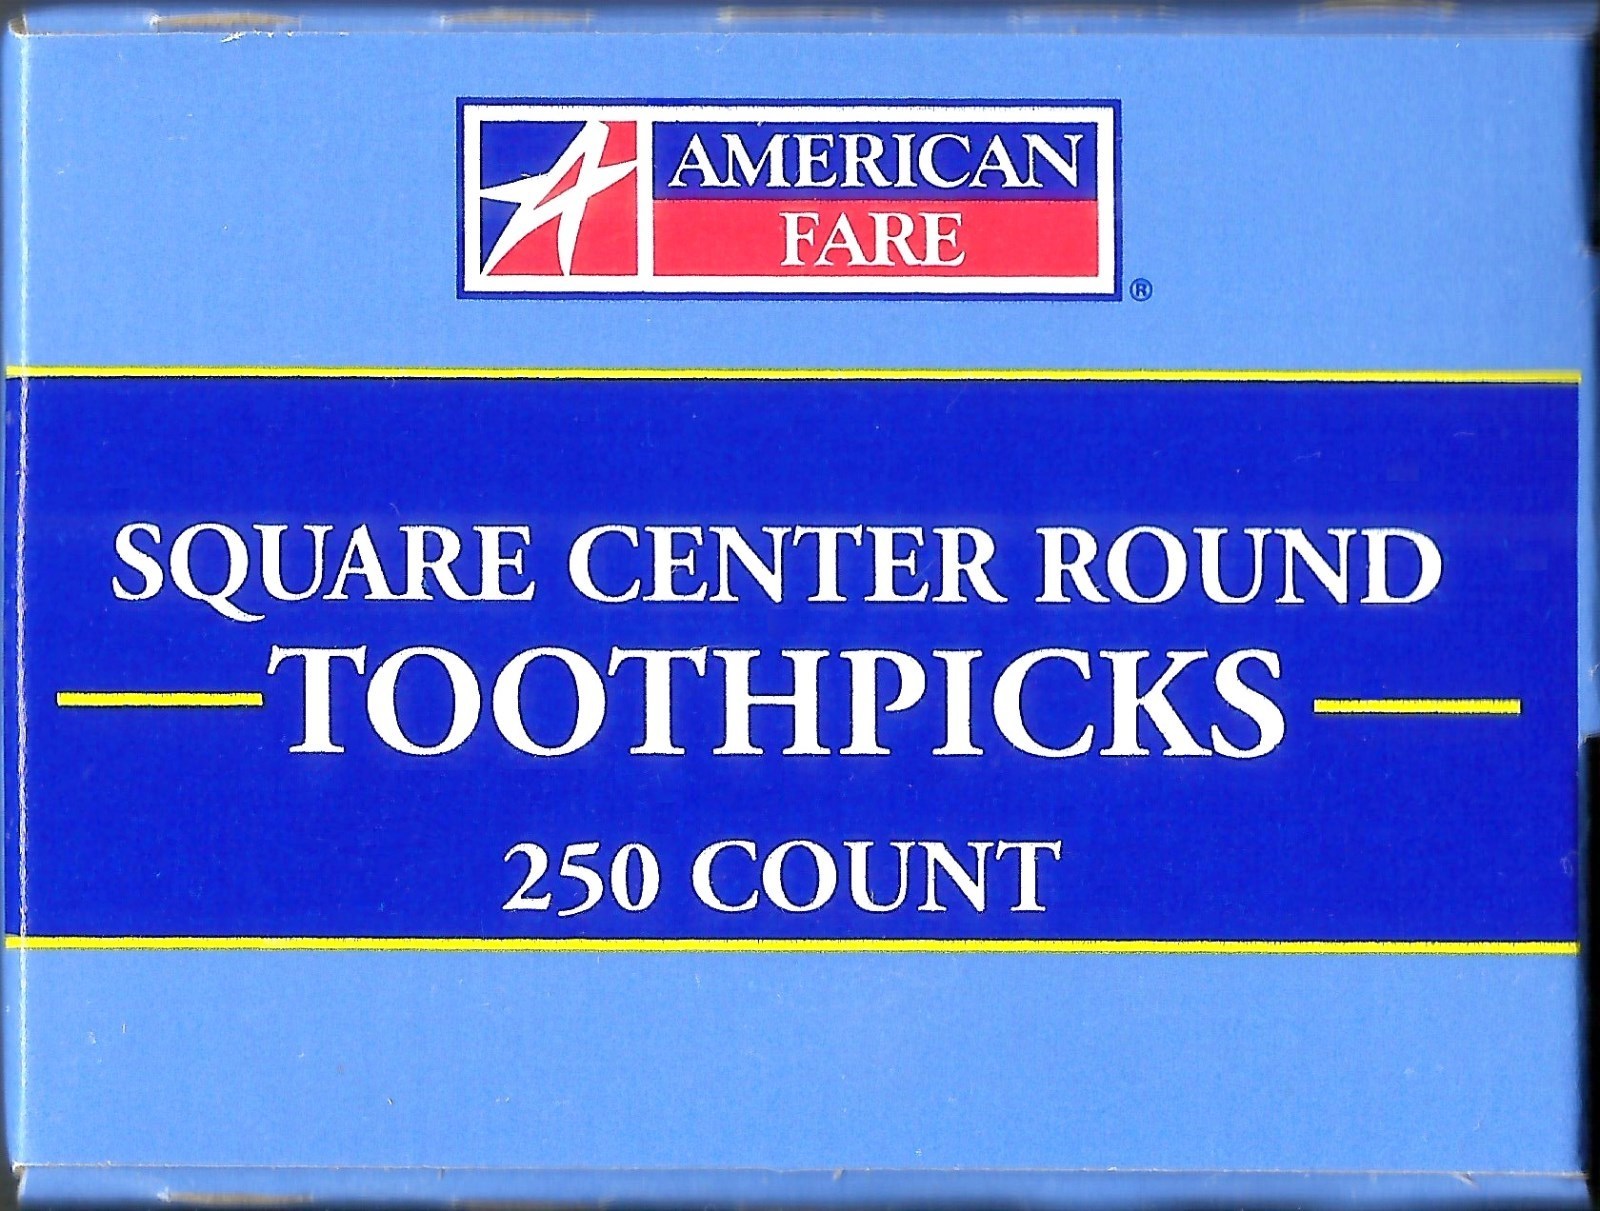 AMERICAN
FARE
®
SQUARE CENTER ROUND
TOOTHPICKS
250 COUNT